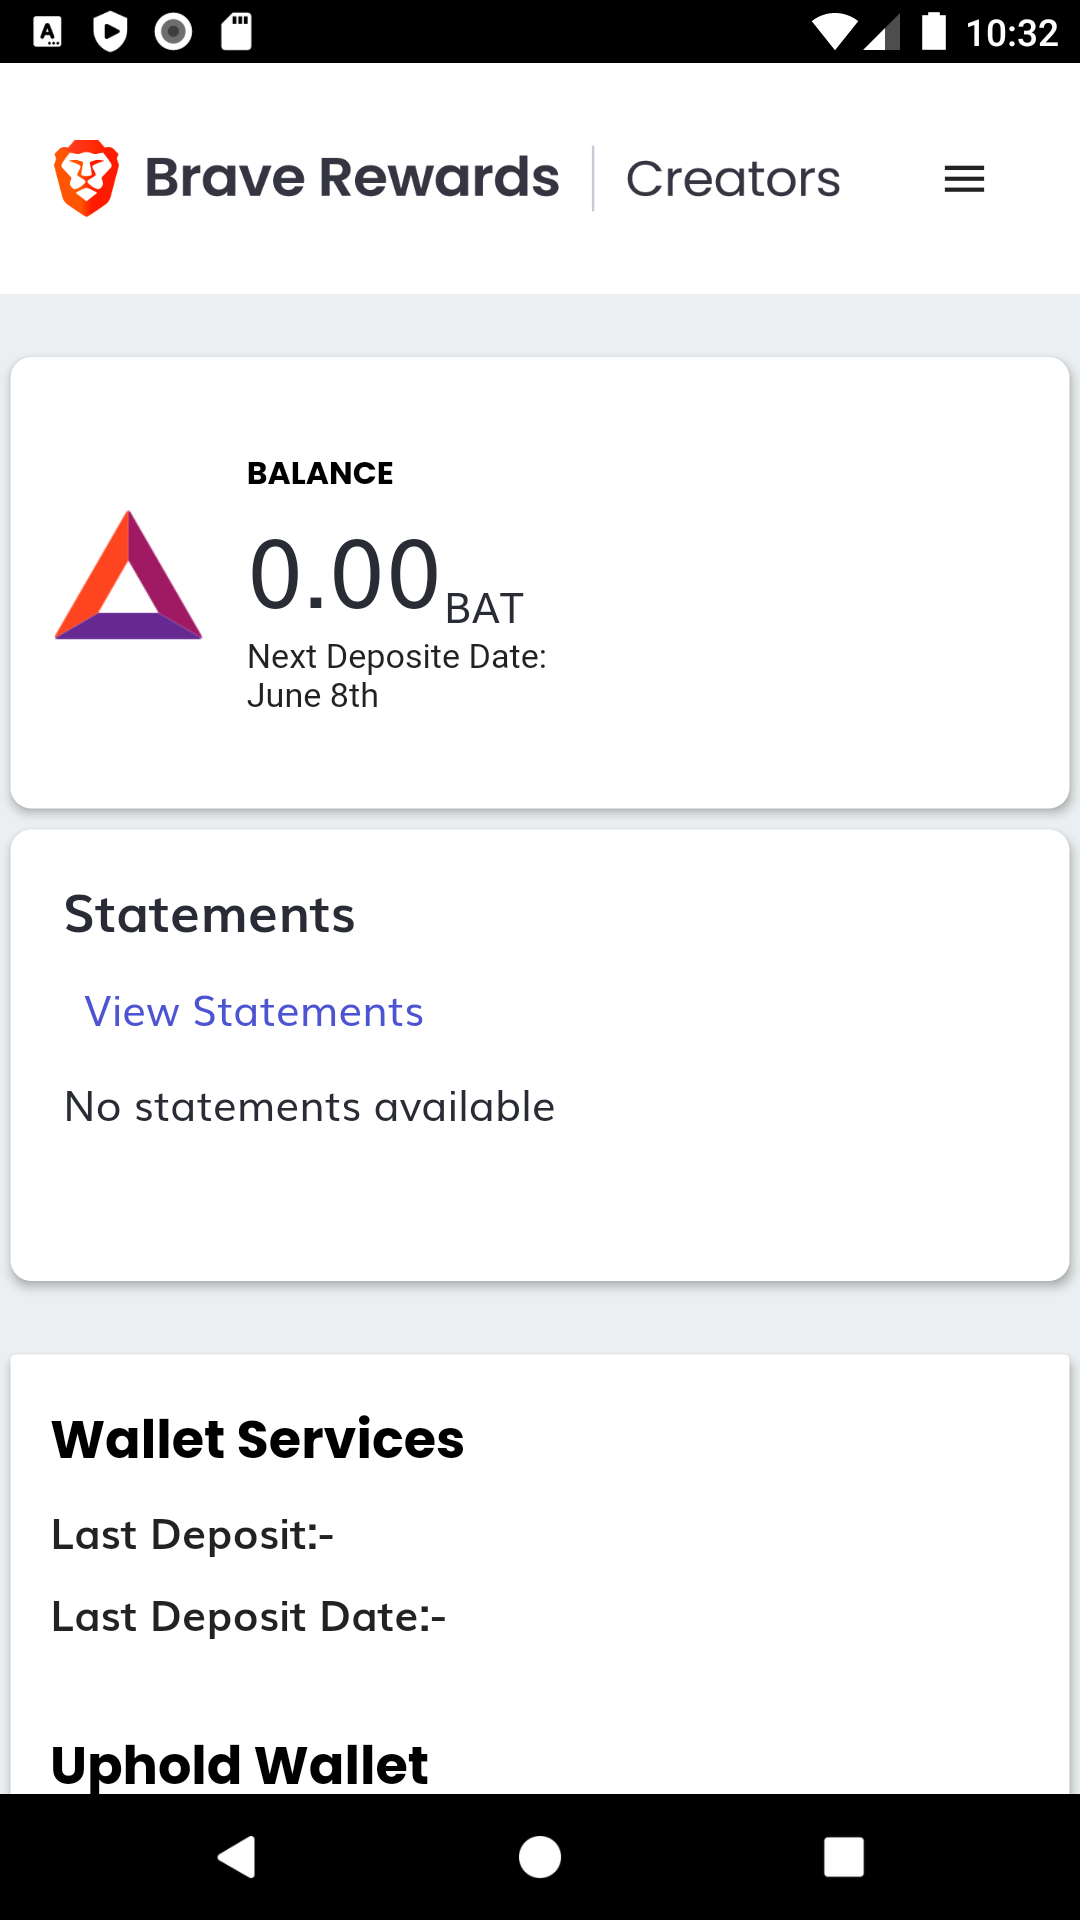 10:32
Brave Rewards | Creators
BALANCE
0.00 BAT
Next Deposite Date:
June 8th
Statements
View Statements
No statements available
Wallet Services
Last Deposit:-
Last Deposit Date:-
Uphold Wallet